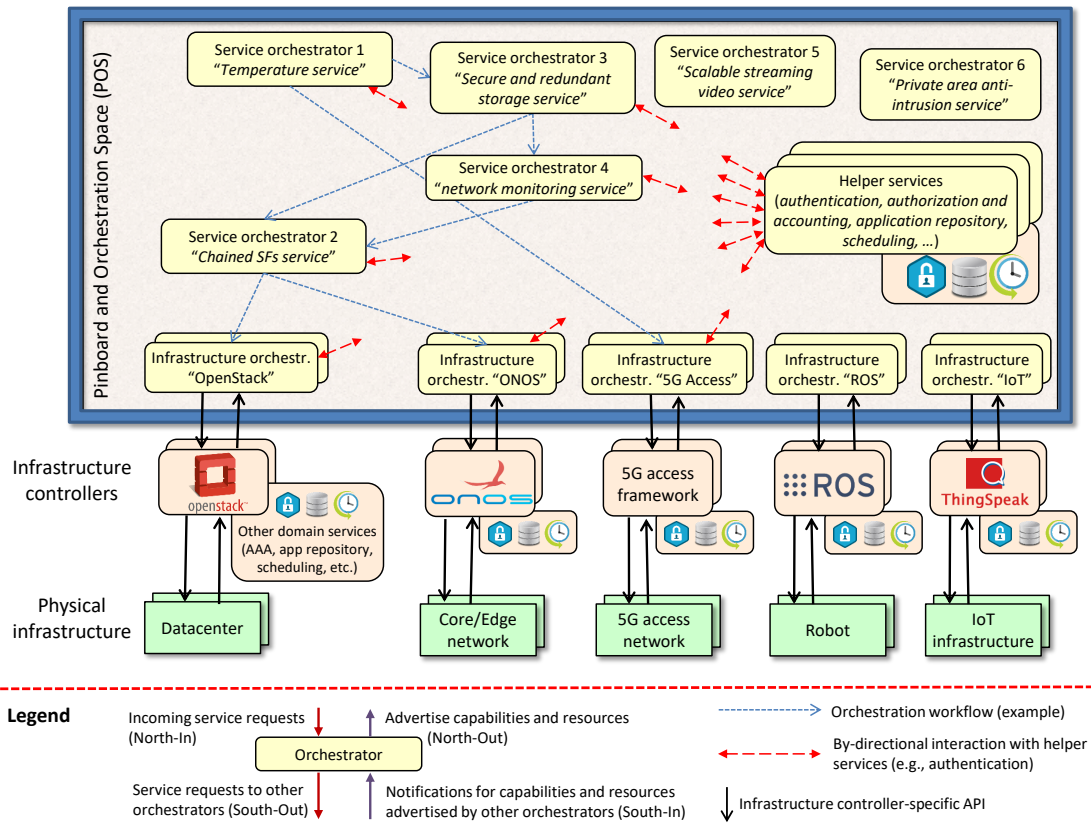 Pinboard and Orchestration Space (POS)
Service orchestrator 1
“Temperature service”
Service orchestrator 3
“Secure and redundant
storage service”
Service orchestrator 5
“Scalable streaming
video service”
Service orchestrator 6
“Private area anti-
intrusion service”
Service orchestrator 4
“network monitoring service”
Helper services
(authentication, authorization and
accounting, application repository,
scheduling, …)
Service orchestrator 2
“Chained SFs service”
Infrastructure orchestr.
“OpenStack”
Infrastructure
orchestr. “ONOS”
Infrastructure
orchestr. “5G Access”
Infrastructure
orchestr. “ROS”
Infrastructure
orchestr. “IoT”
Infrastructure
controllers
openstack™
onos
5G access
framework
ROS
ThingSpeak
Other domain services
(AAA, app repository,
scheduling, etc.)
Physical
infrastructure
Datacenter
Core/Edge
network
5G access
network
Robot
IoT
infrastructure
Legend
Incoming service requests
(North-In)
Advertise capabilities and resources
(North-Out)
Orchestrator
Service requests to other
orchestrators (South-Out)
Notifications for capabilities and resources
advertised by other orchestrators (South-In)
Orchestration workflow (example)
By-directional interaction with helper
services (e.g., authentication)
Infrastructure controller-specific API